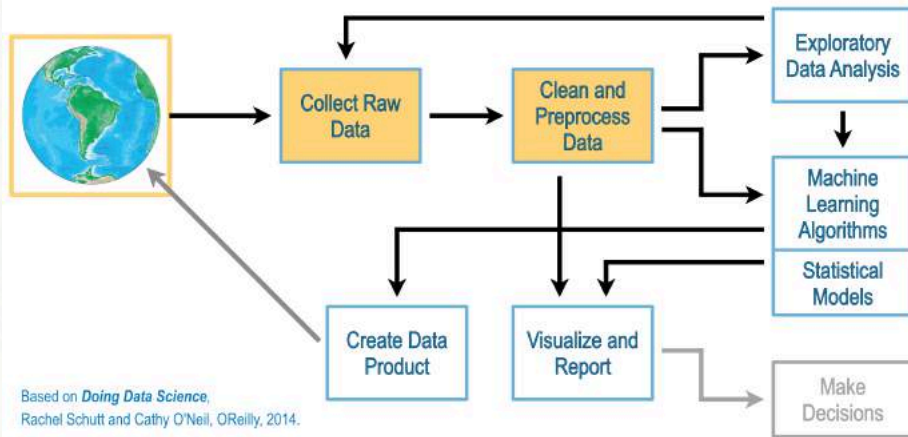 Collect Raw
Data
Clean and
Preprocess
Data
Exploratory
Data Analysis
Machine
Learning
Algorithms
Statistical
Models
Create Data
Product
Visualize and
Report
Make
Decisions
Based on Doing Data Science,
Rachel Schutt and Cathy O'Neil, OReilly, 2014.